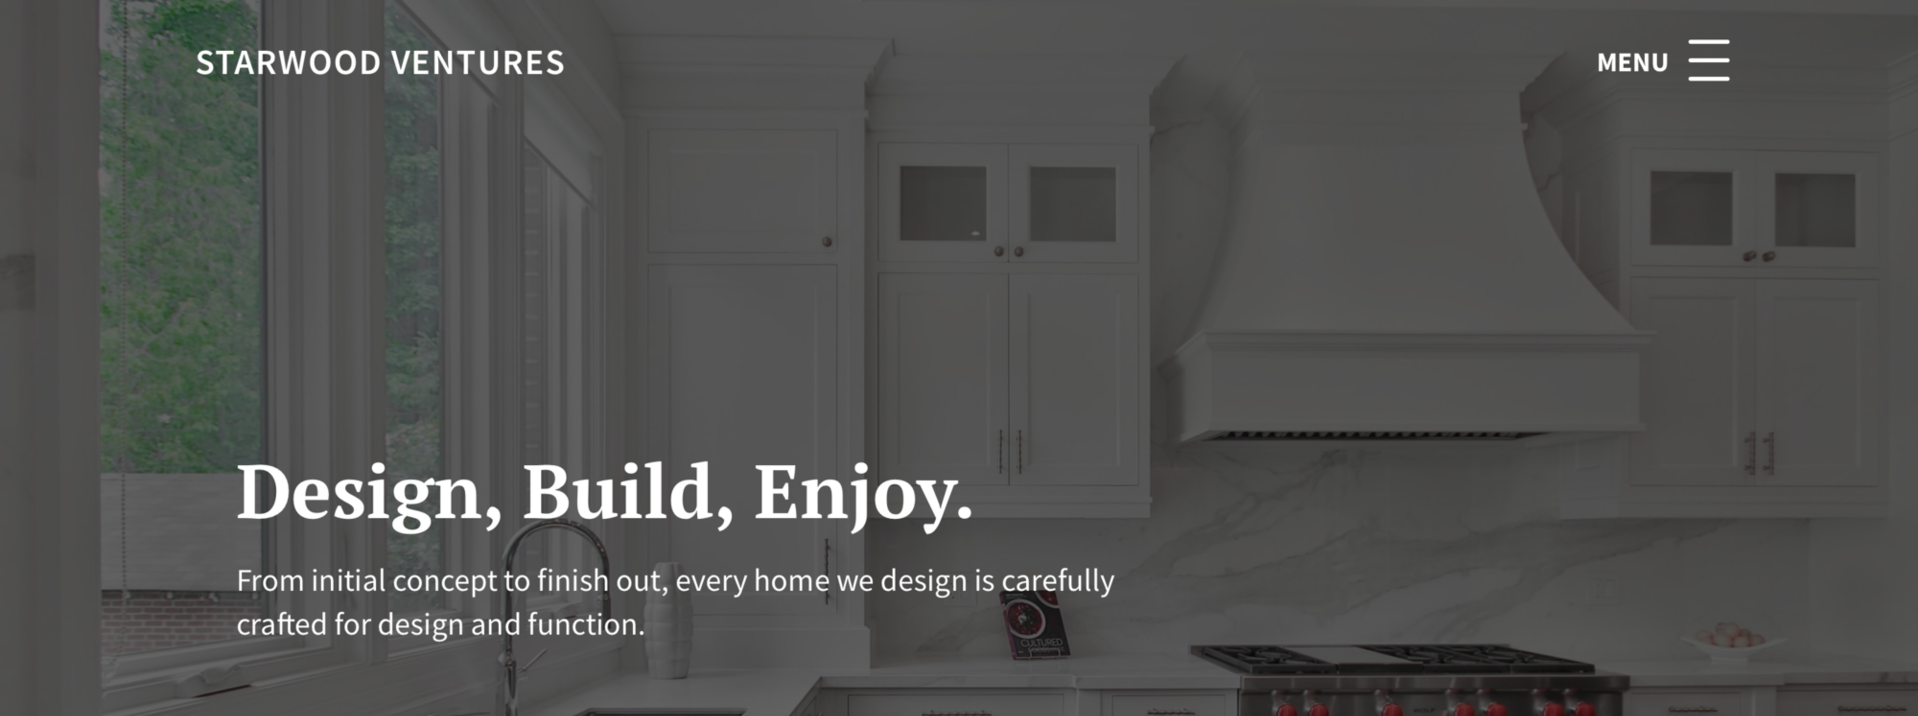 STARWOOD VENTURES
MENU
Design, Build, Enjoy.
From initial concept to finish out, every home we design is carefully
crafted for design and function.
CULTURED
WOLF